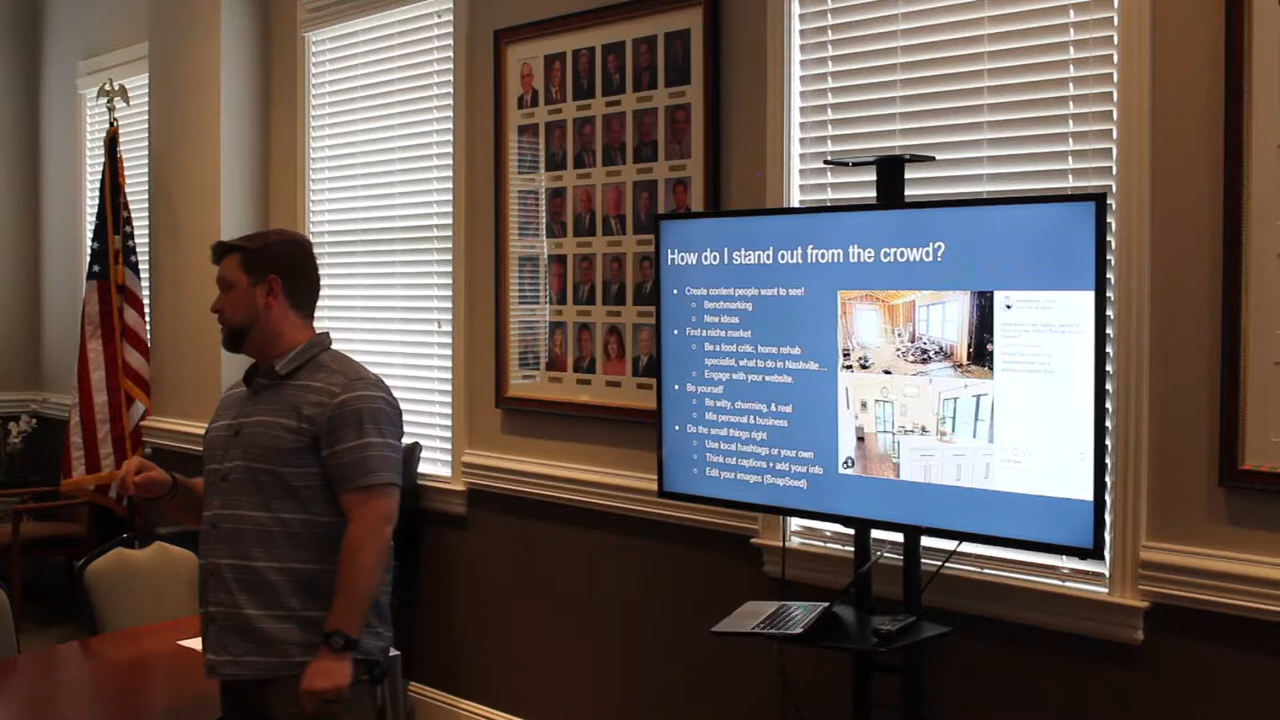 How do I stand out from the crowd?
Create content people want to see!
Benchmarking
New ideas
Find a niche market
Be a food critic, home rehab
specialist, what to do in Nashville...
Engage with your website.
Be yourself
Be witty, charming, & real
Mix personal & business
Do the small things right
Use local hashtags or your own
Think out captions + add your info
Edit your images (SnapSeed)